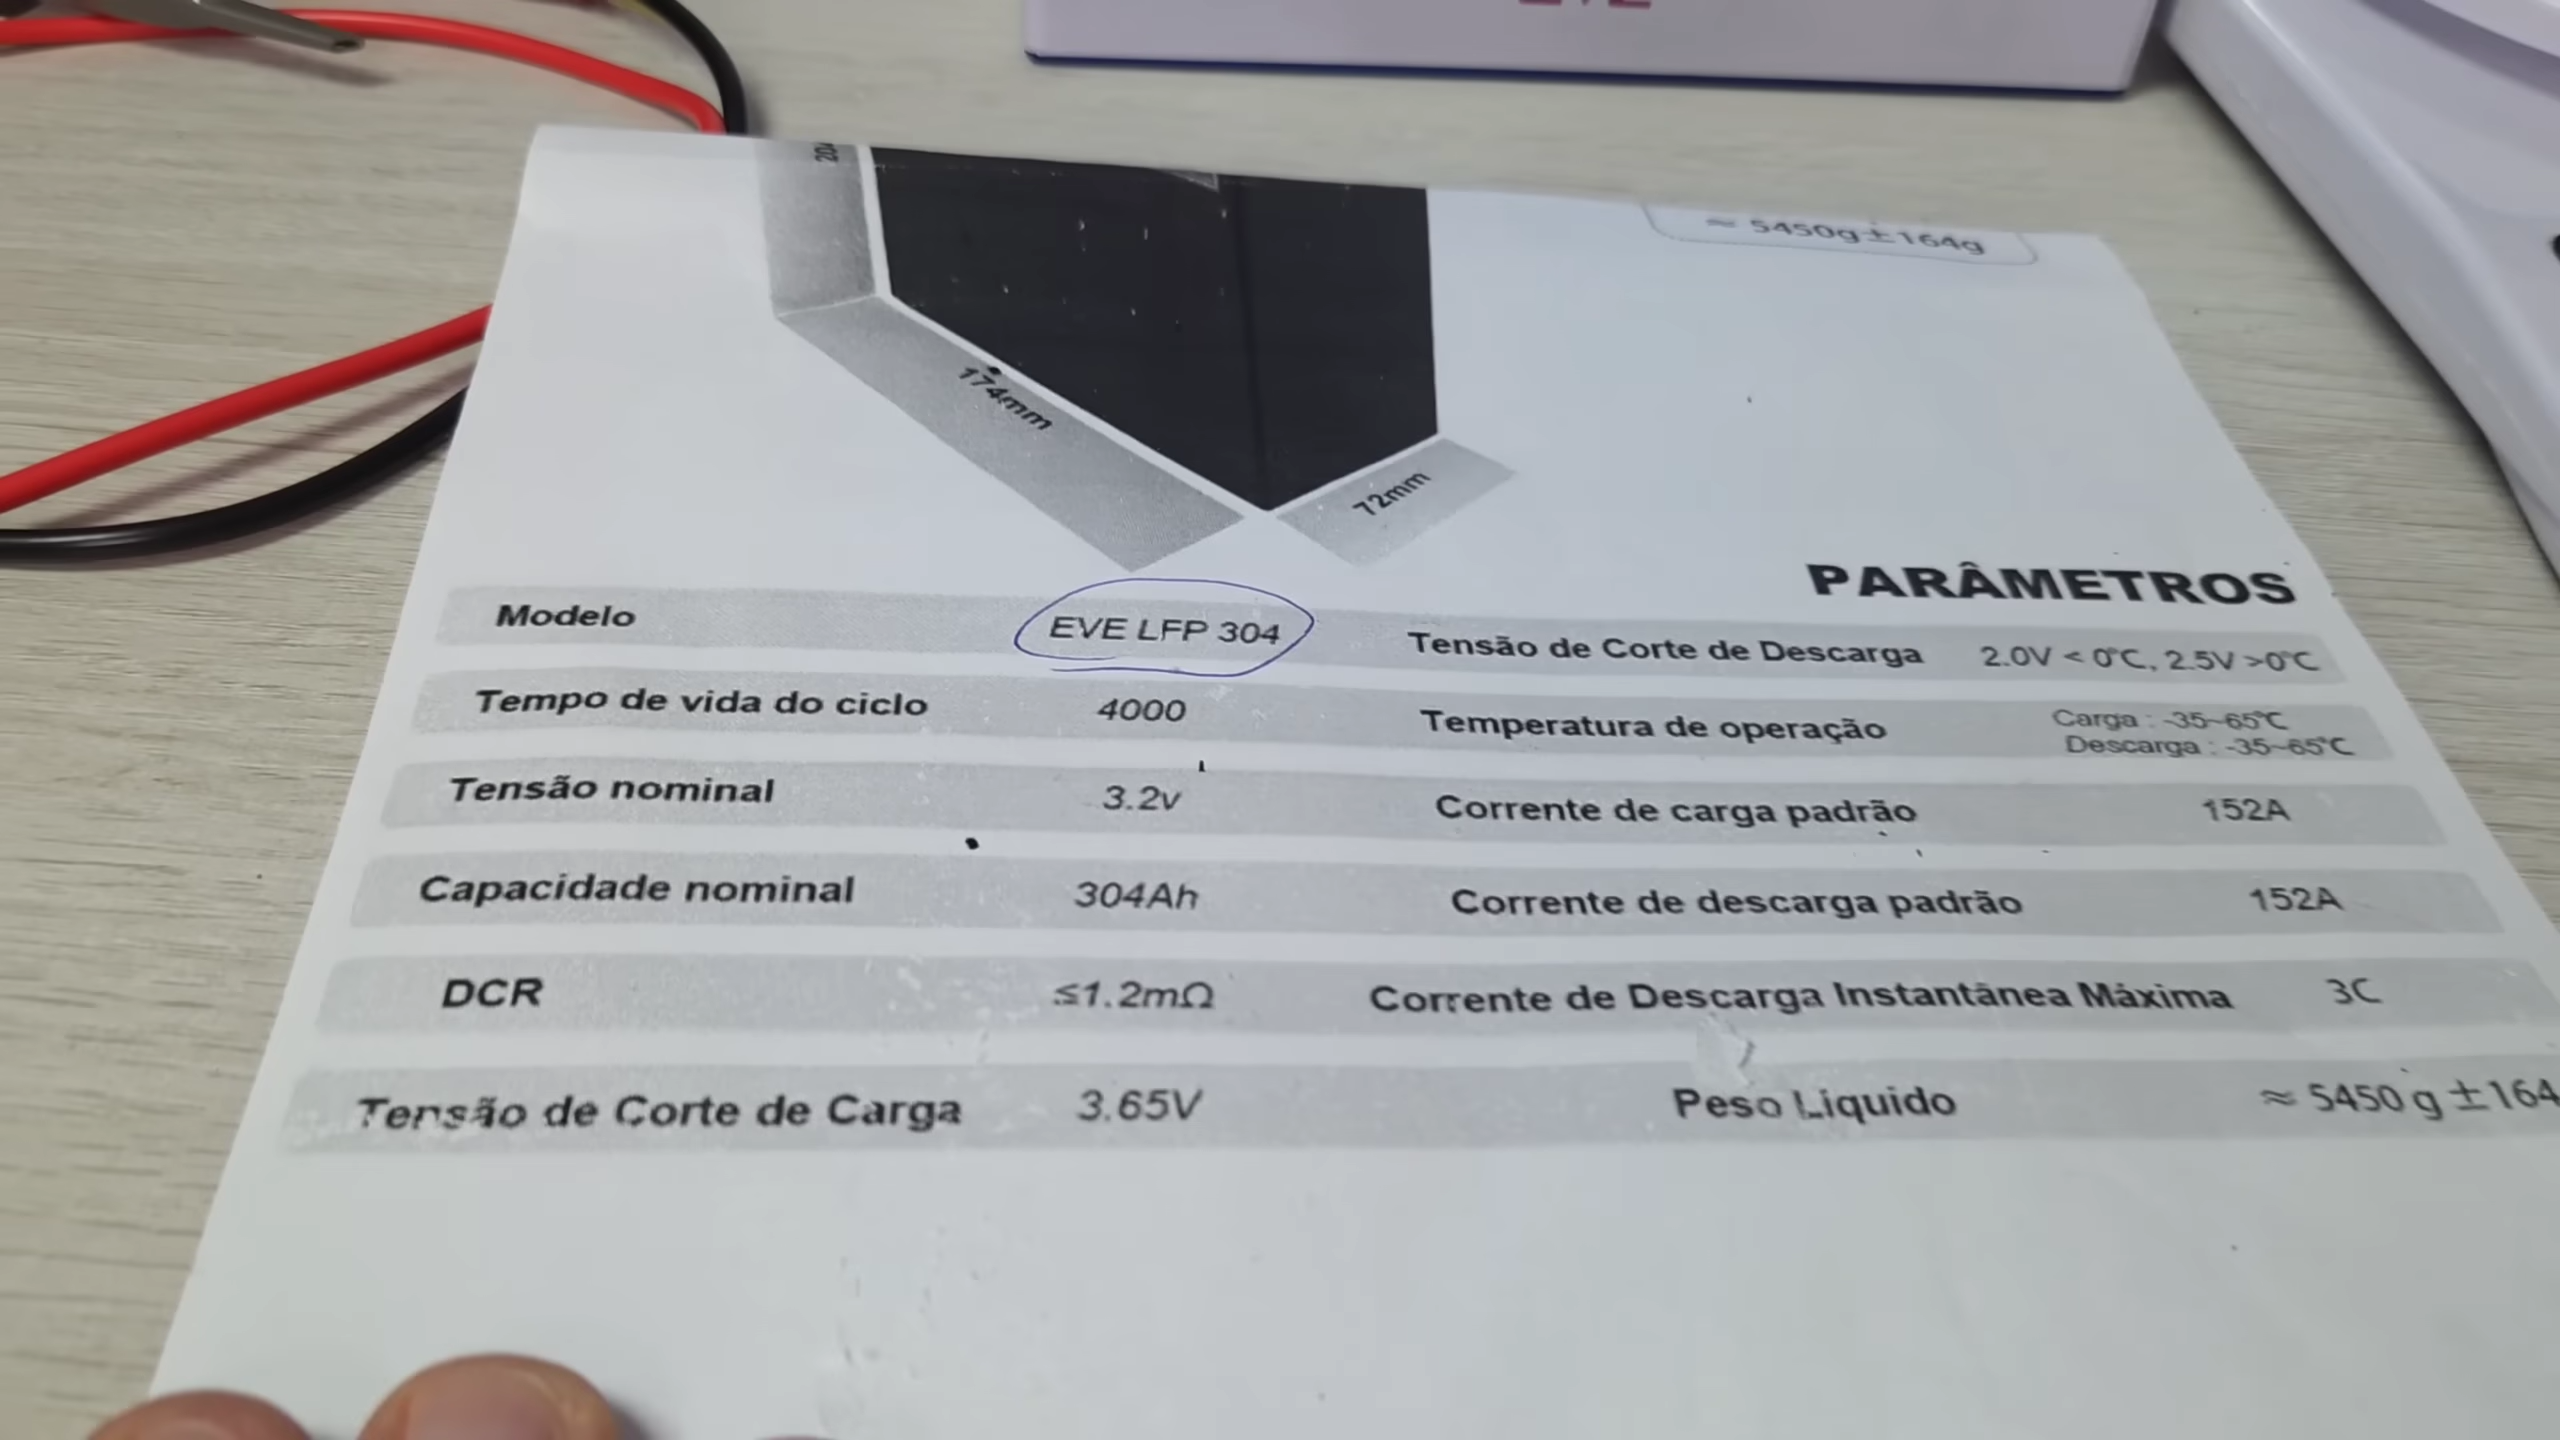 ≈ 5450g±164g
174mm
72mm
PARÂMETROS
Modelo EVE LFP 304 Tensão de Corte de Descarga 2.0V < 0℃, 2.5V >0℃
Tempo de vida do ciclo 4000 Temperatura de operação Carga : -35~65℃
Descarga : -35~65℃
Tensão nominal 3.2v Corrente de carga padrão 152A
Capacidade nominal 304Ah Corrente de descarga padrão 152A
DCR ≤1.2mΩ Corrente de Descarga Instantânea Máxima 3C
Tensão de Corte de Carga 3.65V Peso Líquido ≈ 5450 g ±164